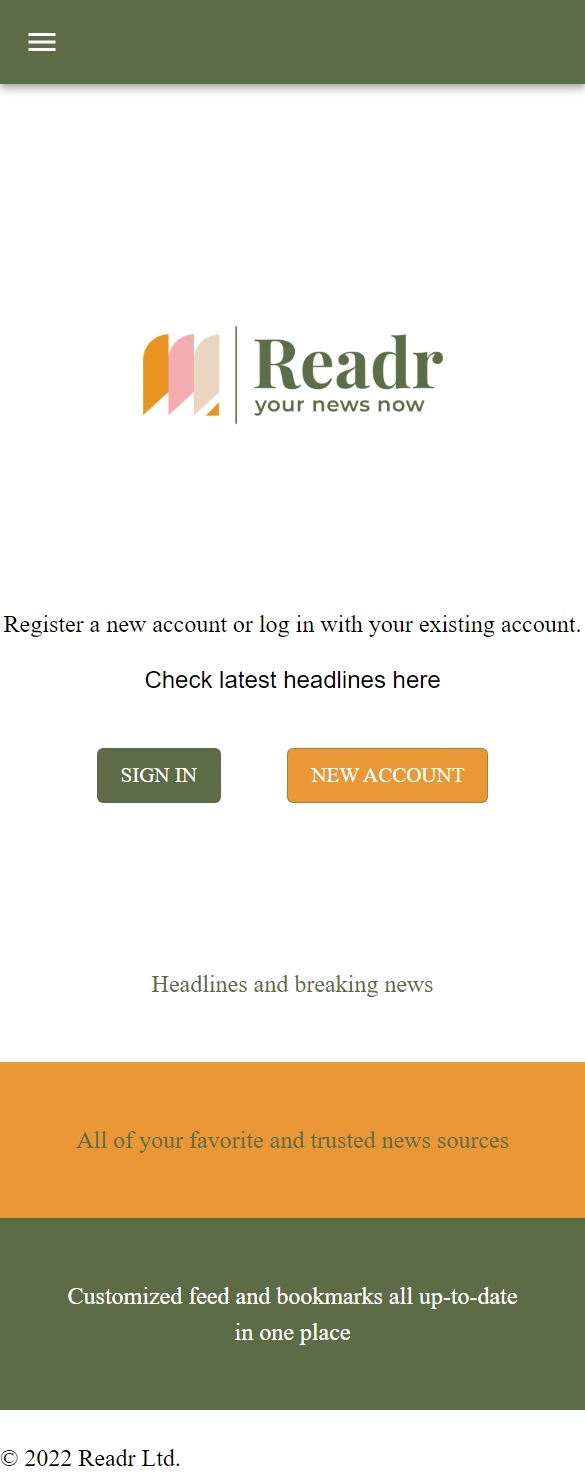 Readr
your news now
Register a new account or log in with your existing account.
Check latest headlines here
SIGN IN
NEW ACCOUNT
Headlines and breaking news
All of your favorite and trusted news sources
Customized feed and bookmarks all up-to-date
in one place
© 2022 Readr Ltd.